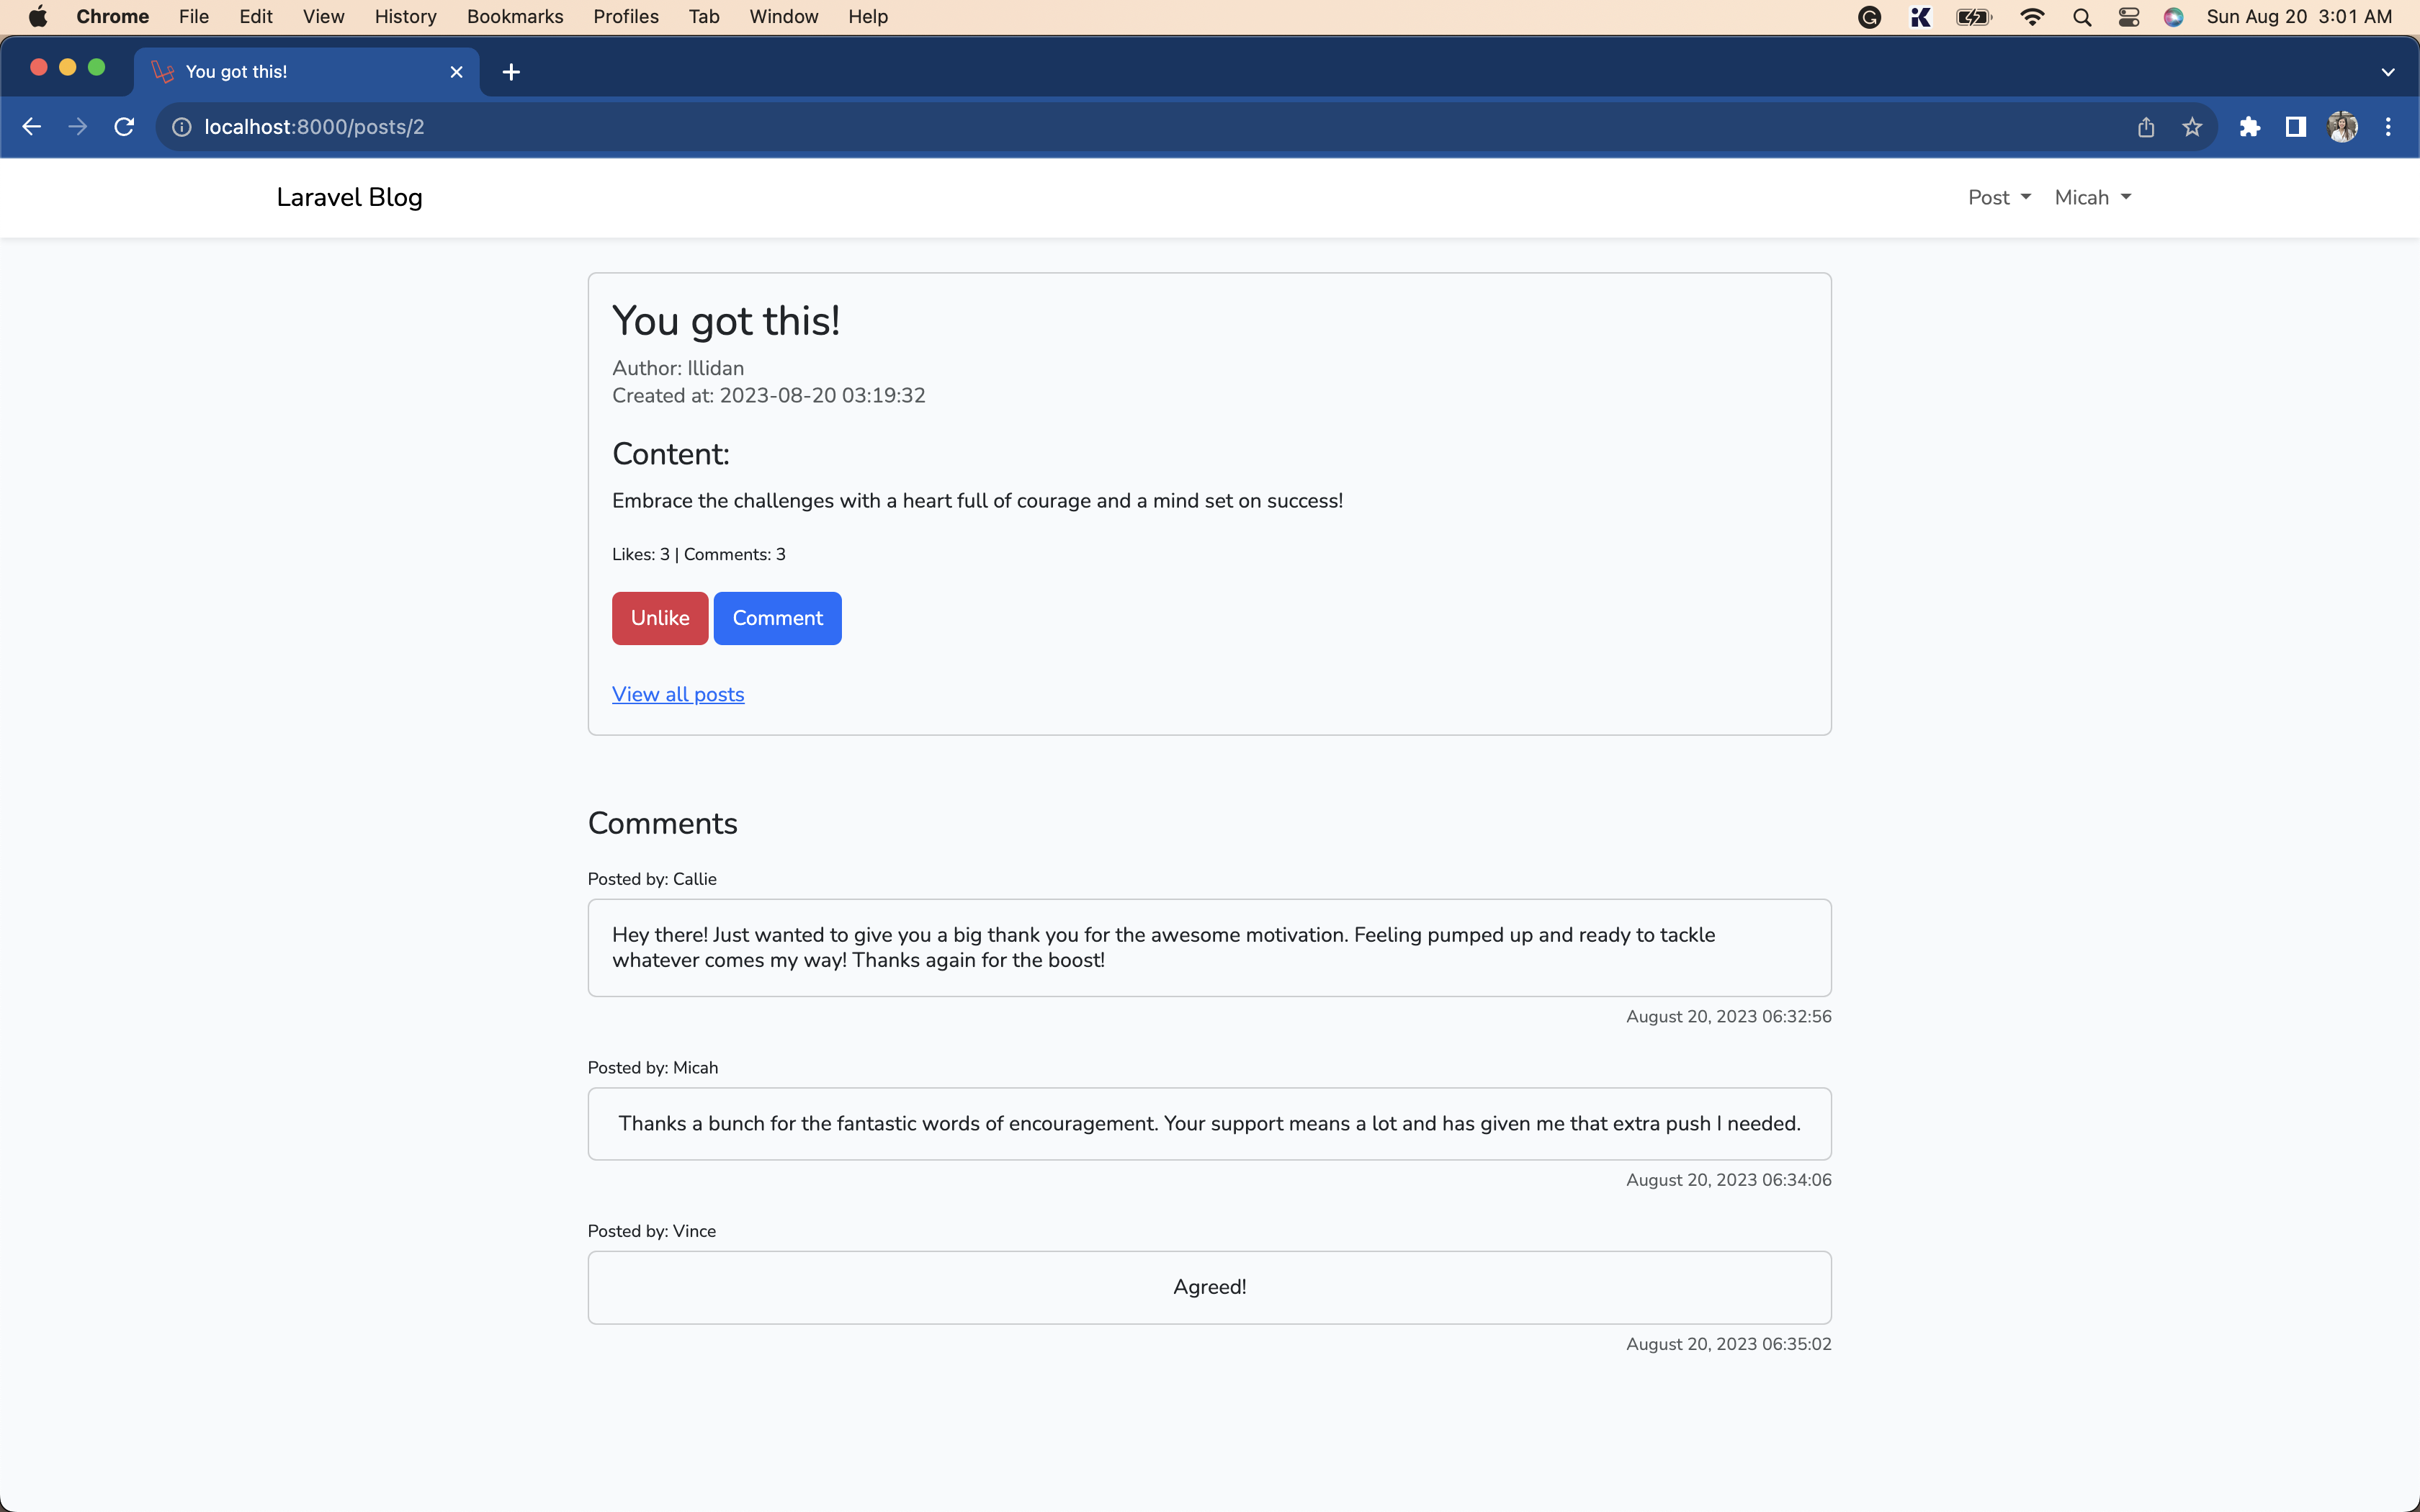 Chrome File Edit View History Bookmarks Profiles Tab Window Help Sun Aug 20 3:01 AM
You got this!
localhost:8000/posts/2
Laravel Blog Post Micah
You got this!
Author: Illidan
Created at: 2023-08-20 03:19:32
Content:
Embrace the challenges with a heart full of courage and a mind set on success!
Likes: 3 | Comments: 3
Unlike Comment
View all posts
Comments
Posted by: Callie
Hey there! Just wanted to give you a big thank you for the awesome motivation. Feeling pumped up and ready to tackle
whatever comes my way! Thanks again for the boost!
August 20, 2023 06:32:56
Posted by: Micah
Thanks a bunch for the fantastic words of encouragement. Your support means a lot and has given me that extra push I needed.
August 20, 2023 06:34:06
Posted by: Vince
Agreed!
August 20, 2023 06:35:02